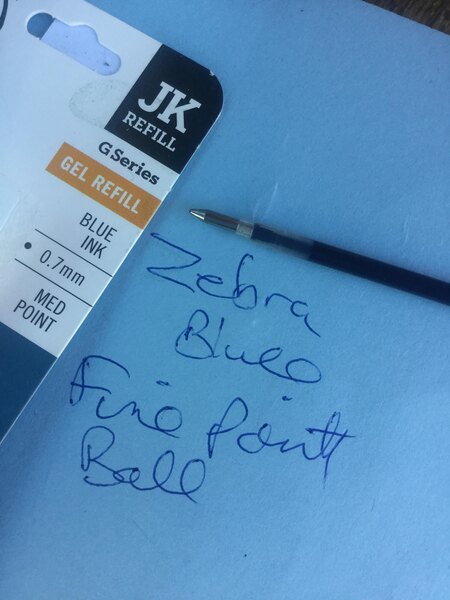 JK
REFILL
G Series
GEL REFILL
BLUE
INK
0.7mm
MED
POINT
Zebra
Blue
Fine Point
Ball